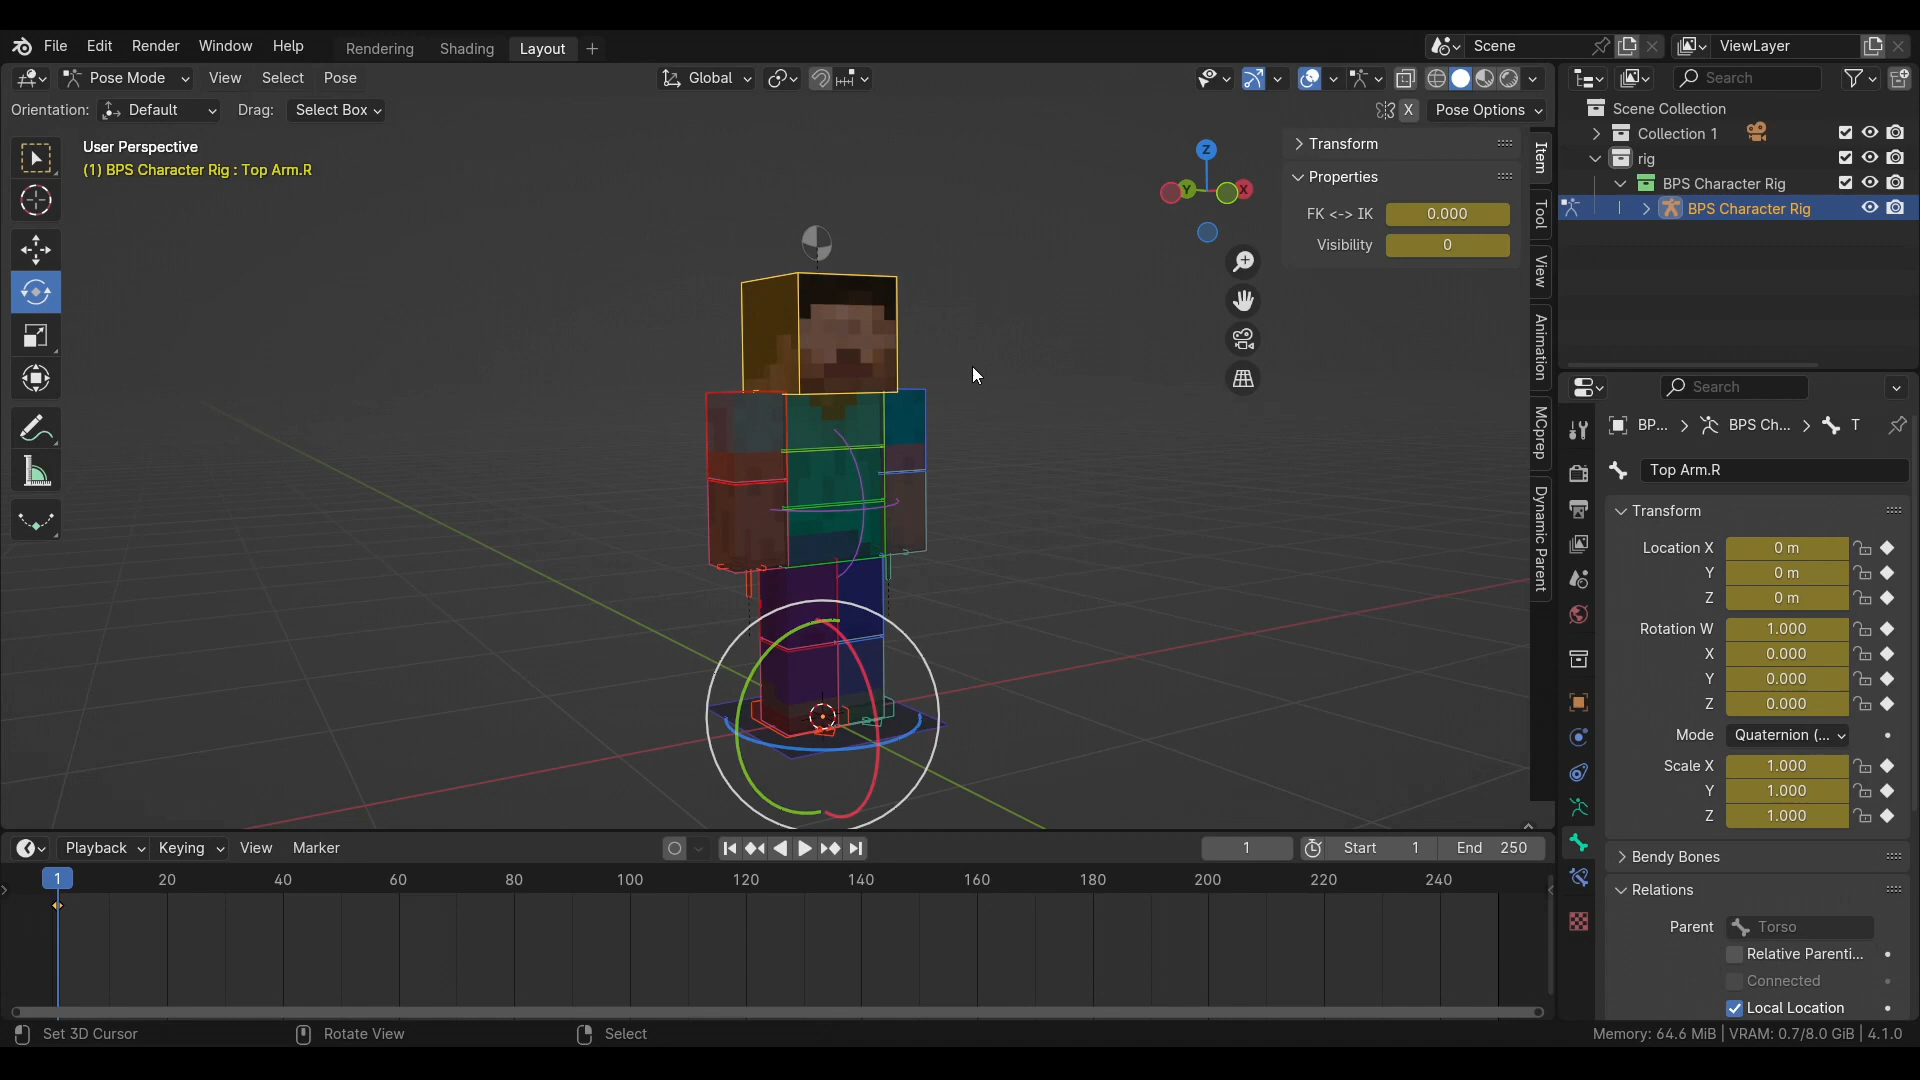 File Edit Render Window Help Rendering Shading Layout Scene ViewLayer
Pose Mode View Select Pose Global Search
Orientation: Default Drag: Select Box X Pose Options
User Perspective
(1) BPS Character Rig : Top Arm.R
Z
Y X
Transform
Properties
FK <-> IK 0.000
Visibility 0
Item
Tool
View
Animation
MCprep
Dynamic Parent
Scene Collection
Collection 1
rig
BPS Character Rig
BPS Character Rig
Search
BP... BPS Ch... T
Top Arm.R
Transform
Location X 0 m
Y 0 m
Z 0 m
Rotation W 1.000
X 0.000
Y 0.000
Z 0.000
Mode Quaternion (...
Scale X 1.000
Y 1.000
Z 1.000
Bendy Bones
Relations
Parent Torso
Relative Parenti...
Connected
Local Location
Playback Keying View Marker 1 Start 1 End 250
1 20 40 60 80 100 120 140 160 180 200 220 240
Set 3D Cursor Rotate View Select Memory: 64.6 MiB | VRAM: 0.7/8.0 GiB | 4.1.0